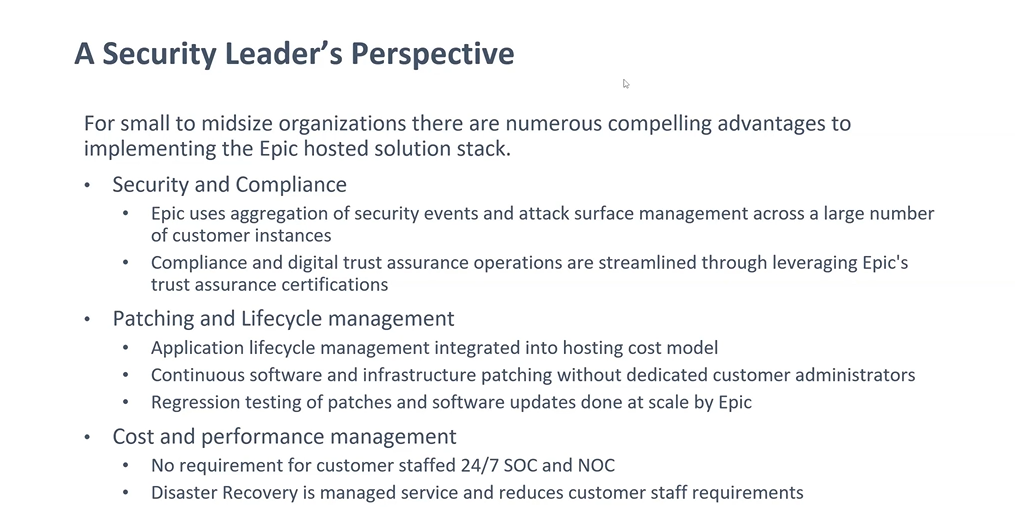 A Security Leader’s Perspective
For small to midsize organizations there are numerous compelling advantages to
implementing the Epic hosted solution stack.
• Security and Compliance
• Epic uses aggregation of security events and attack surface management across a large number
of customer instances
• Compliance and digital trust assurance operations are streamlined through leveraging Epic's
trust assurance certifications
• Patching and Lifecycle management
• Application lifecycle management integrated into hosting cost model
• Continuous software and infrastructure patching without dedicated customer administrators
• Regression testing of patches and software updates done at scale by Epic
• Cost and performance management
• No requirement for customer staffed 24/7 SOC and NOC
• Disaster Recovery is managed service and reduces customer staff requirements